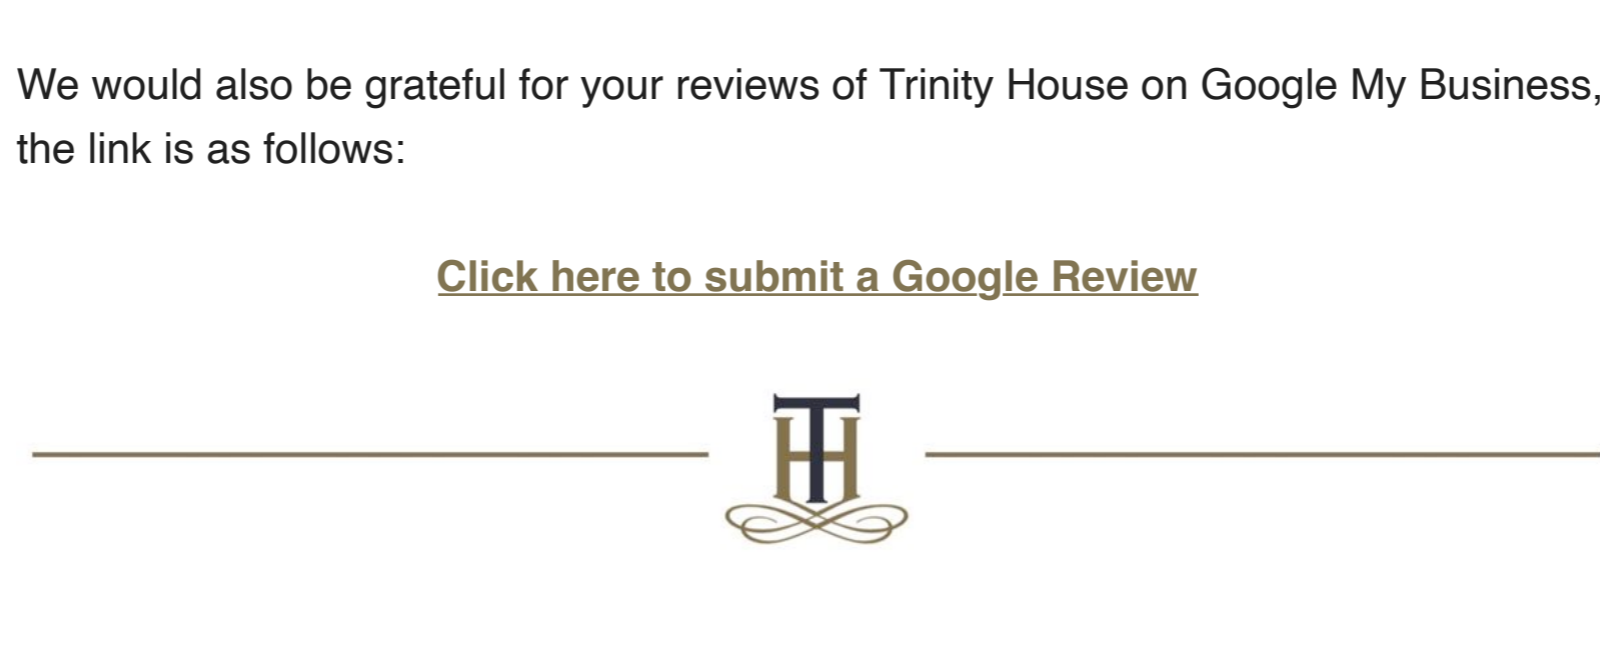 We would also be grateful for your reviews of Trinity House on Google My Business,
the link is as follows:
Click here to submit a Google Review
TH